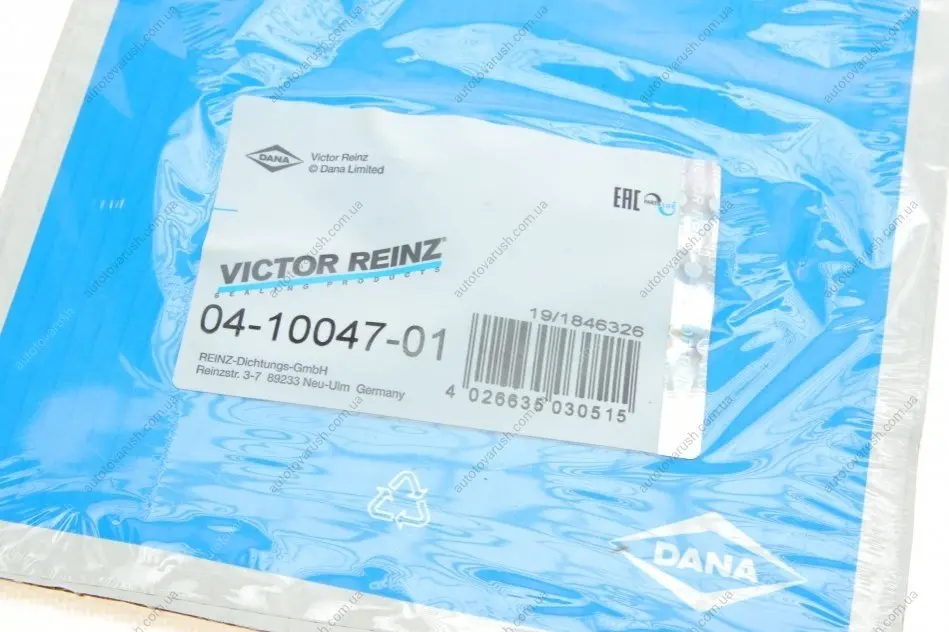 DANA
Victor Reinz
© Dana Limited
EAC
VICTOR REINZ®
SEALING PRODUCTS
04-10047-01
19/1846326
REINZ-Dichtungs-GmbH
Reinzstr. 3-7 89233 Neu-Ulm Germany
4 026635 030515
DANA
autotovarush.com.ua